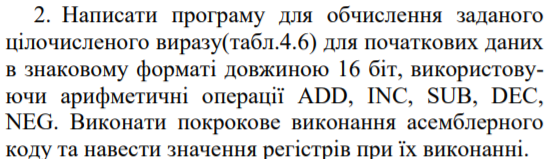 2. Написати програму для обчислення заданого
цілочисленого виразу(табл.4.6) для початкових даних
в знаковому форматі довжиною 16 біт, використову-
ючи арифметичні операції ADD, INC, SUB, DEC,
NEG. Виконати покрокове виконання асемблерного
коду та навести значення регістрів при їх виконанні.